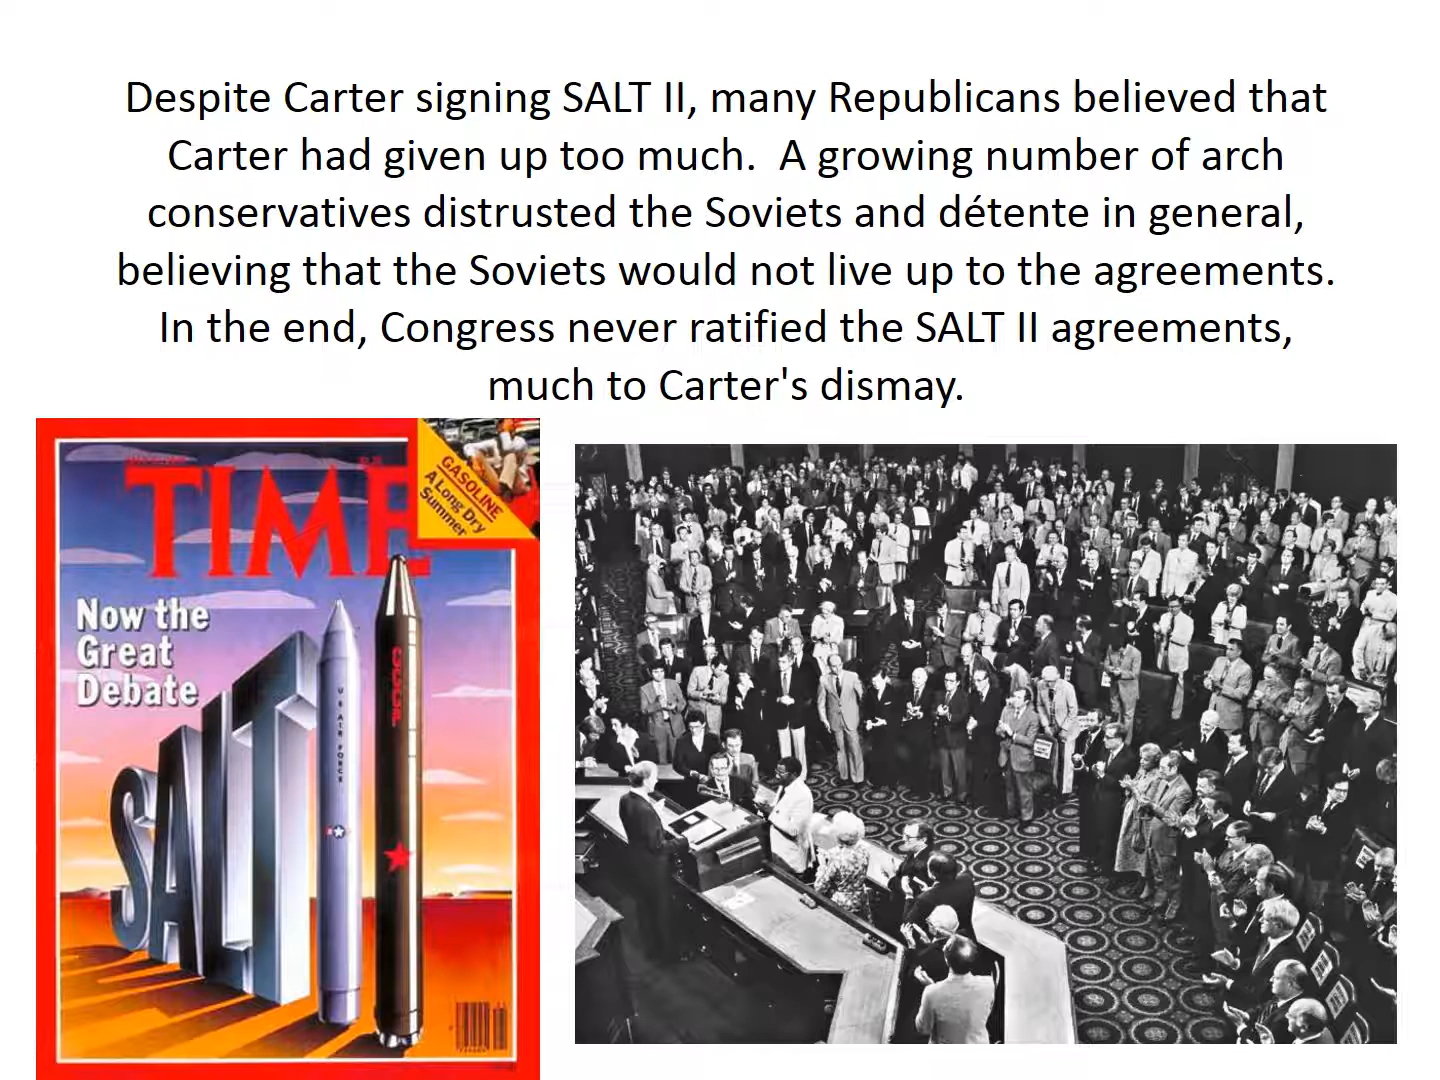 Despite Carter signing SALT II, many Republicans believed that
Carter had given up too much.  A growing number of arch
conservatives distrusted the Soviets and détente in general,
believing that the Soviets would not live up to the agreements.
In the end, Congress never ratified the SALT II agreements,
much to Carter's dismay.
GASOLINE
A Long Dry
Summer
TIME
Now the
Great
Debate
SALT
U S AIR FORCE
CCCP